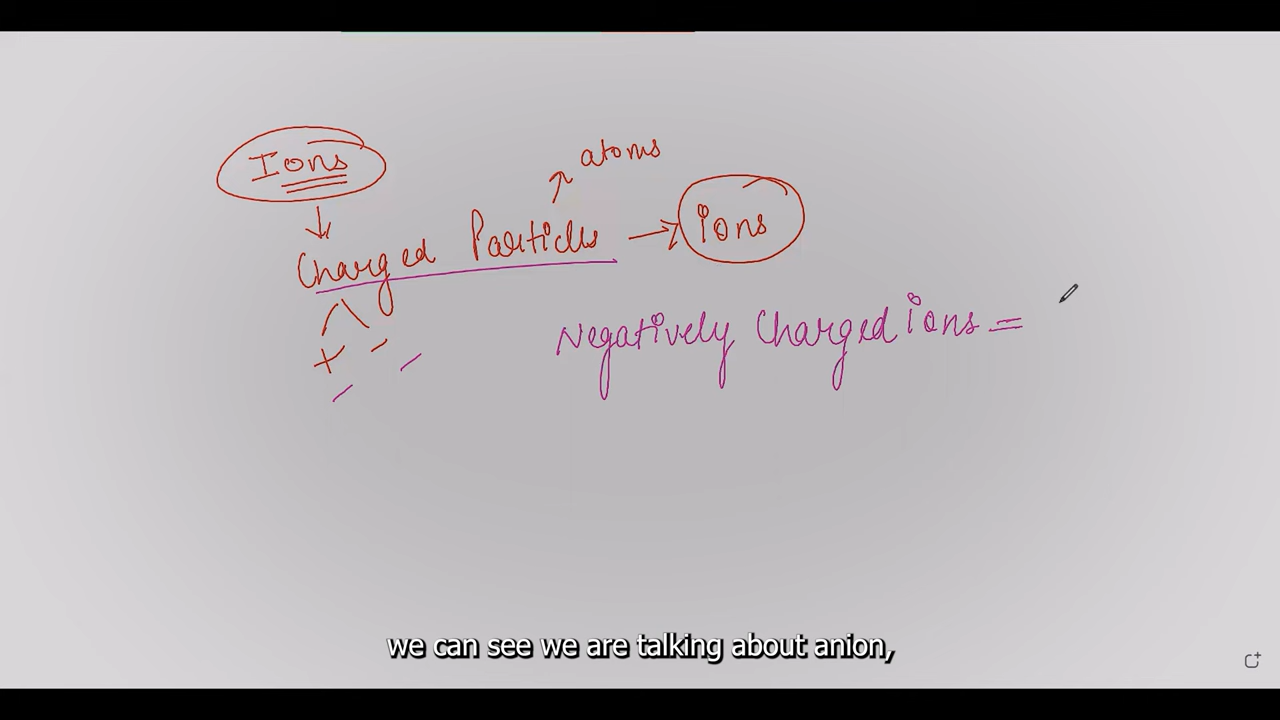 Ions
atoms
Charged Particles → ions
+ -
Negatively Charged ions =
we can see we are talking about anion,